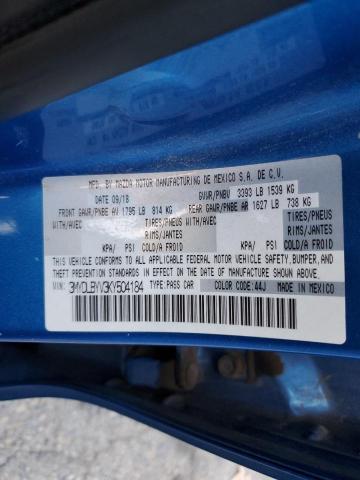 MFD. BY MAZDA MOTOR MANUFACTURING DE MEXICO S.A. DE C.V.
DATE 09/18 GVWR/PNBV 3393 LB 1539 KG
FRONT GAWR/PNBE AV 1795 LB 814 KG REAR GAWR/PNBE AR 1627 LB 738 KG
WITH/AVEC TIRES/PNEUS WITH/AVEC TIRES/PNEUS
RIMS/JANTES RIMS/JANTES
KPA/ PSI COLD/A FROID KPA/ PSI COLD/A FROID
THIS VEHICLE CONFORMS TO ALL APPLICABLE FEDERAL MOTOR VEHICLE SAFETY,BUMPER,AND
THEFT PREVENTION STANDARDS IN EFFECT ON THE DATE OF MANUFACTURE SHOWN ABOVE.
VIN: 3MYDLBYV3KY504184 TYPE:PASS CAR COLOR CODE:44J MADE IN MEXICO